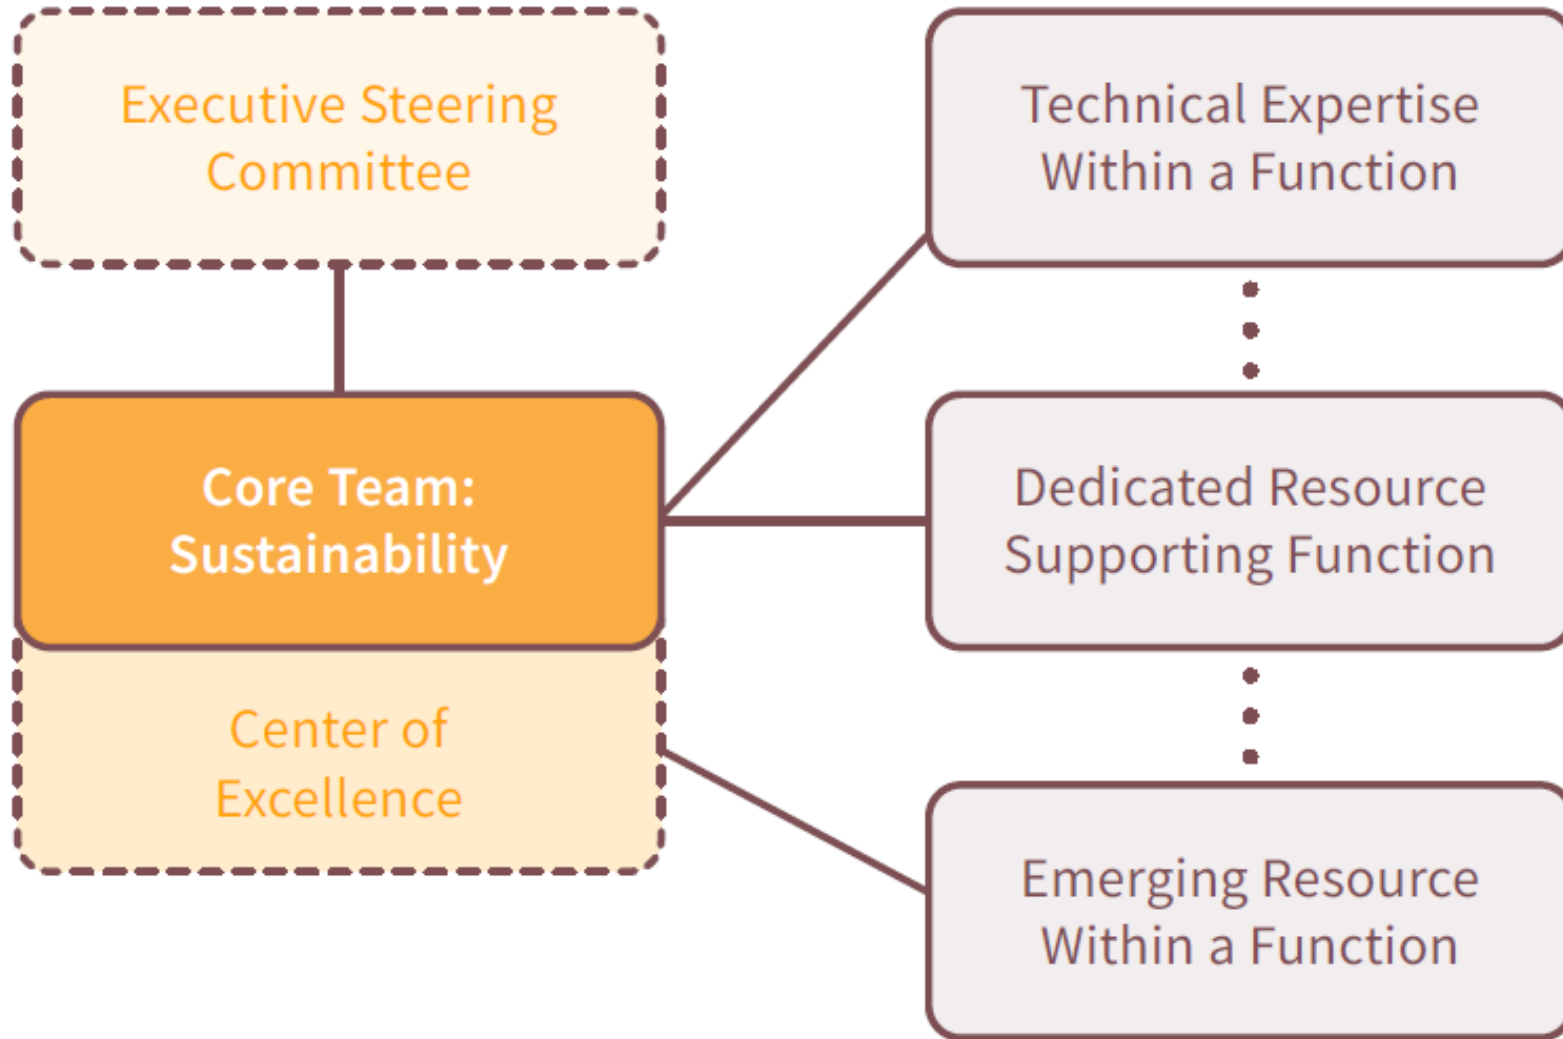 Executive Steering
Committee
Technical Expertise
Within a Function
Core Team:
Sustainability
Dedicated Resource
Supporting Function
Center of
Excellence
Emerging Resource
Within a Function